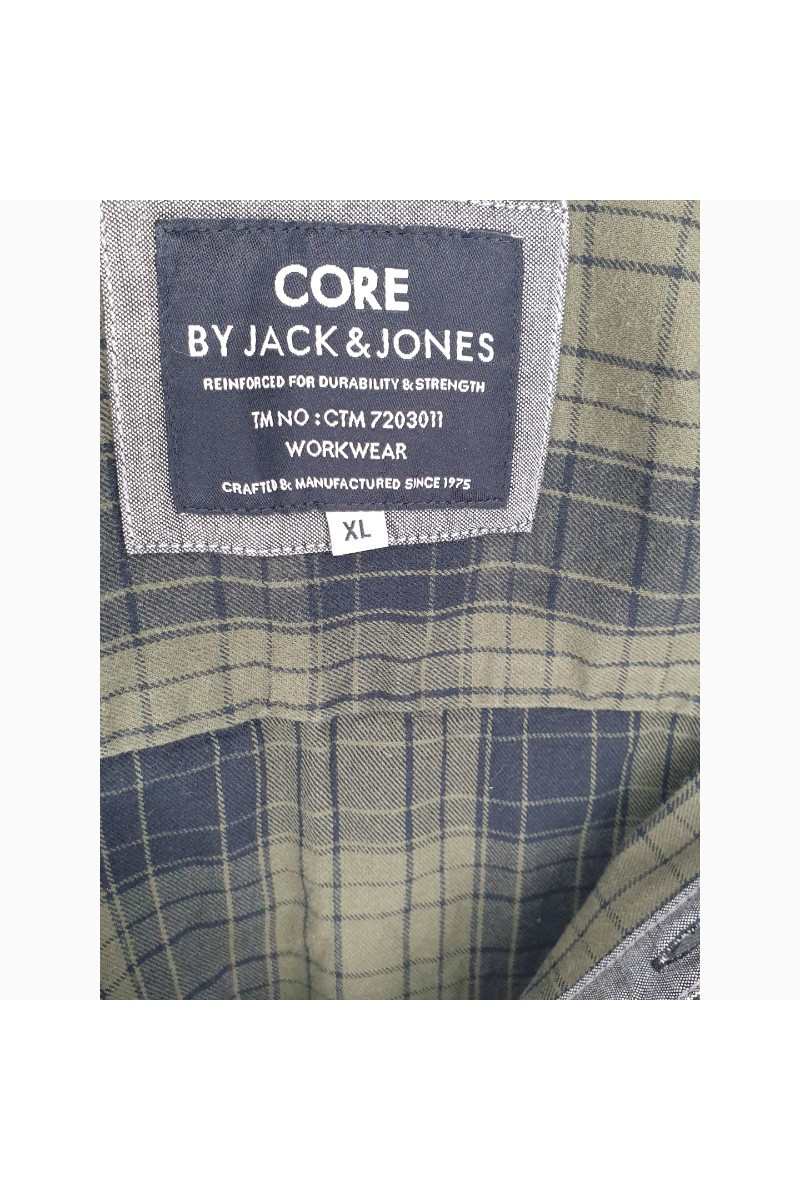 CORE
BY JACK & JONES
REINFORCED FOR DURABILITY & STRENGTH
TM NO : CTM 7203011
WORKWEAR
CRAFTED & MANUFACTURED SINCE 1975
XL